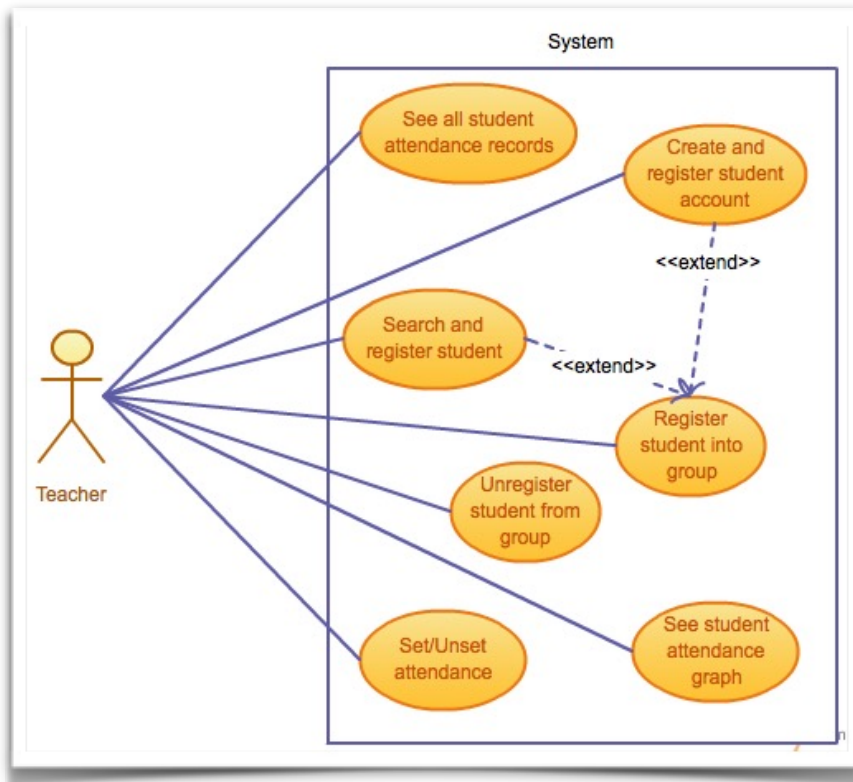 System
See all student
attendance records
Create and
register student
account
<<extend>>
Search and
register student
<<extend>>
Register
student into
group
Teacher
Unregister
student from
group
Set/Unset
attendance
See student
attendance
graph